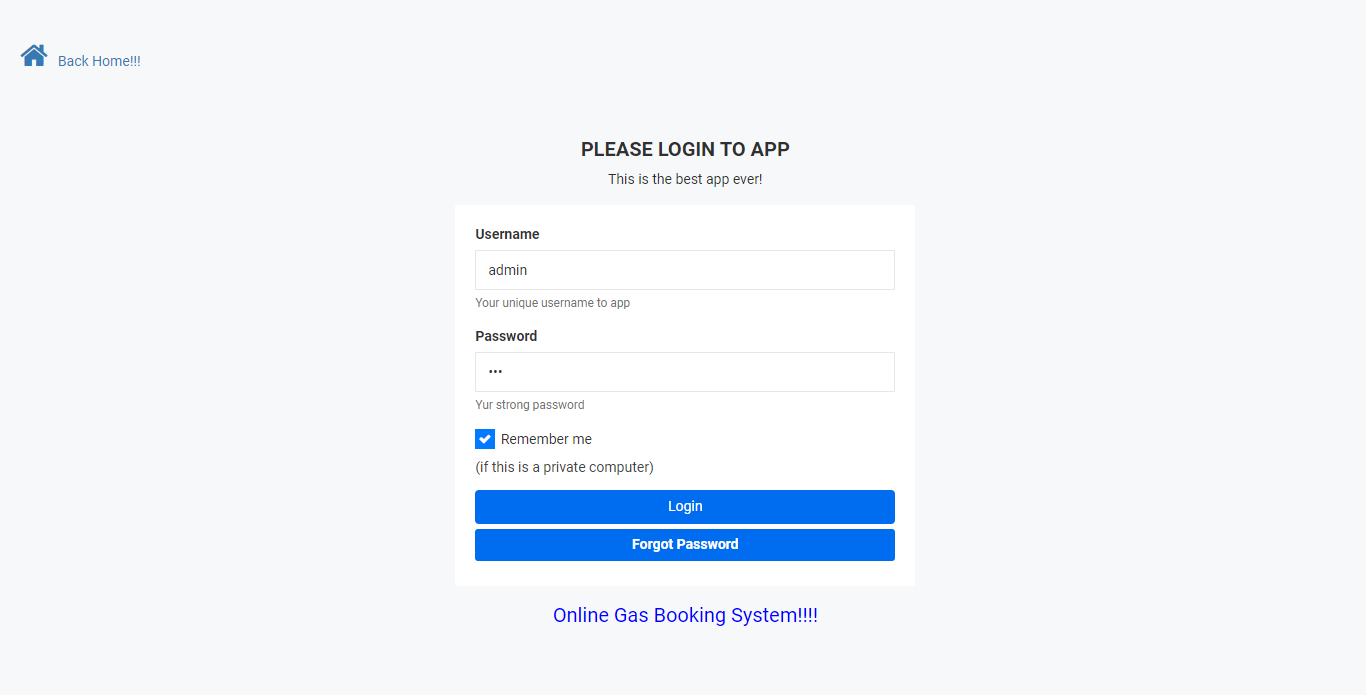 Back Home!!!
PLEASE LOGIN TO APP
This is the best app ever!
Username
admin
Your unique username to app
Password
•••
Yur strong password
Remember me
(if this is a private computer)
Login
Forgot Password
Online Gas Booking System!!!!